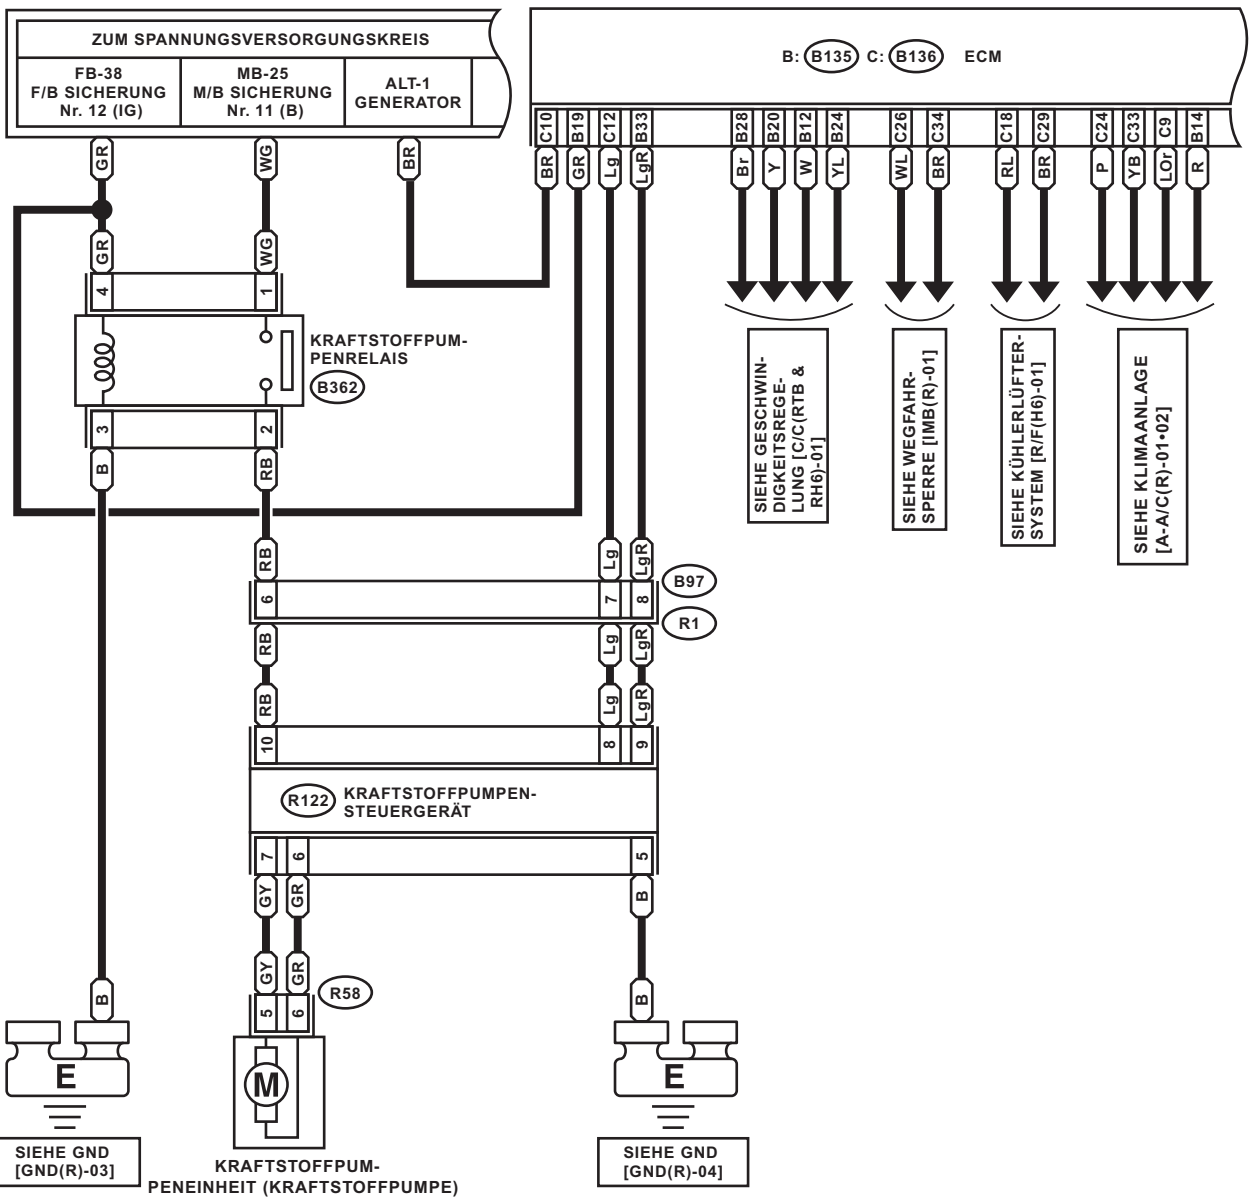 ZUM SPANNUNGSVERSORGUNGSKREIS
FB-38
F/B SICHERUNG
Nr. 12 (IG)
MB-25
M/B SICHERUNG
Nr. 11 (B)
ALT-1
GENERATOR
B: B135 C: B136 ECM
C10 B19 C12 B33 B28 B20 B12 B24 C26 C34 C18 C29 C24 C33 C9 B14
GR WG BR BR GR Lg LgR Br Y W YL WL BR RL BR P YB LOr R
GR WG
4 1
KRAFTSTOFFPUM-
PENRELAIS
B362
3 2
B RB
SIEHE GESCHWIN-
DIGKEITSREGE-
LUNG [C/C(RTB &
RH6)-01]
SIEHE WEGFAHR-
SPERRE [IMB(R)-01]
SIEHE KÜHLERLÜFTER-
SYSTEM [R/F(H6)-01]
SIEHE KLIMAANLAGE
[A-A/C(R)-01•02]
RB Lg LgR
6 7 8
B97
R1
RB Lg LgR
RB Lg LgR
10 8 9
R122
KRAFTSTOFFPUMPEN-
STEUERGERÄT
7 6 5
GY GR B
GY GR
R58
B B
5 6
M
E E
SIEHE GND
[GND(R)-03]
KRAFTSTOFFPUM-
PENEINHEIT (KRAFTSTOFFPUMPE)
SIEHE GND
[GND(R)-04]